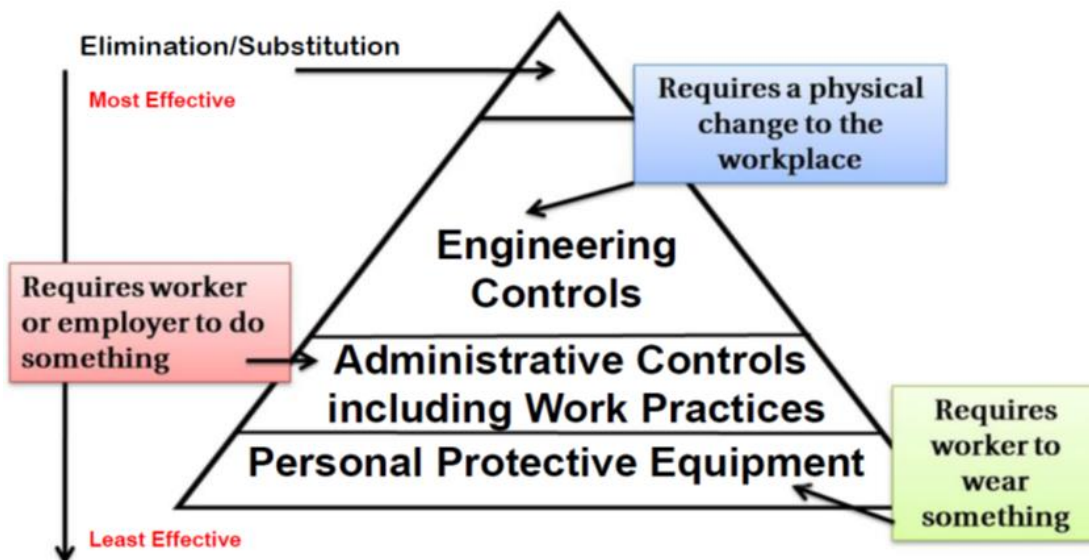 Elimination/Substitution
Most Effective
Requires a physical
change to the
workplace
Engineering
Controls
Requires worker
or employer to do
something
Administrative Controls
including Work Practices
Requires
worker to
wear
something
Personal Protective Equipment
Least Effective